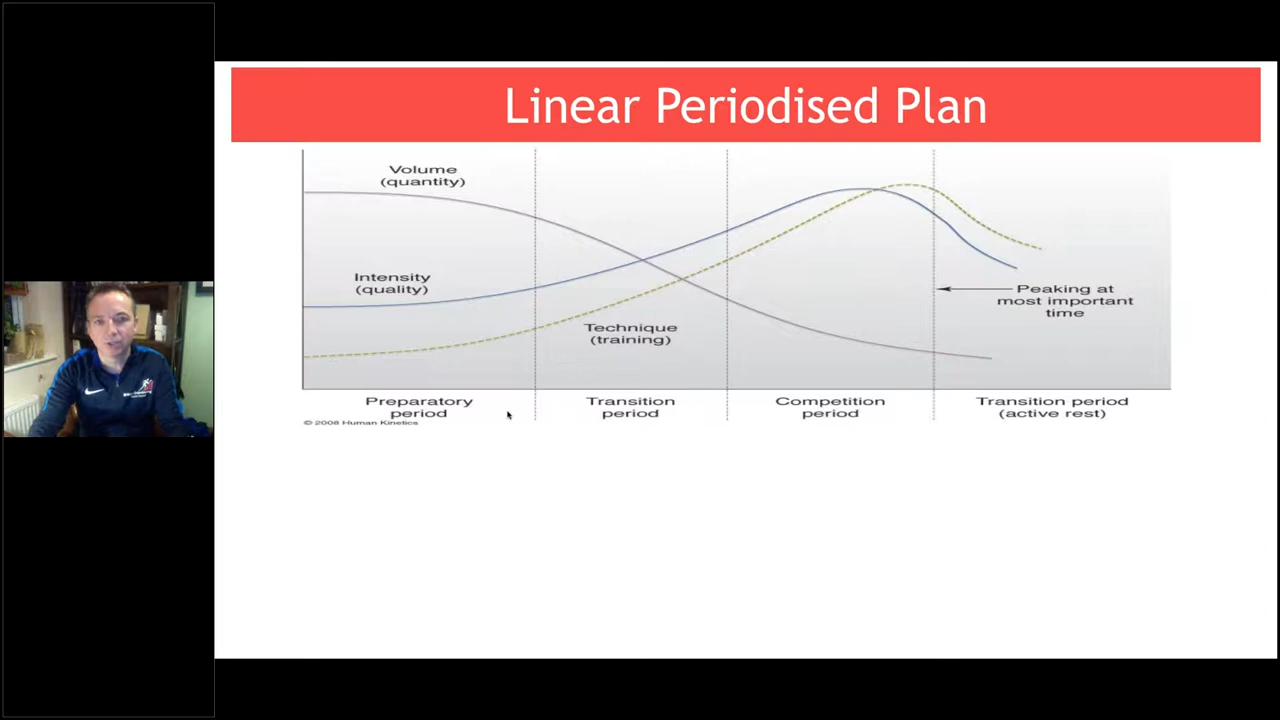 Linear Periodised Plan
Volume
(quantity)
Intensity
(quality)
Technique
(training)
Peaking at
most important
time
Preparatory
period
Transition
period
Competition
period
Transition period
(active rest)
© 2008 Human Kinetics